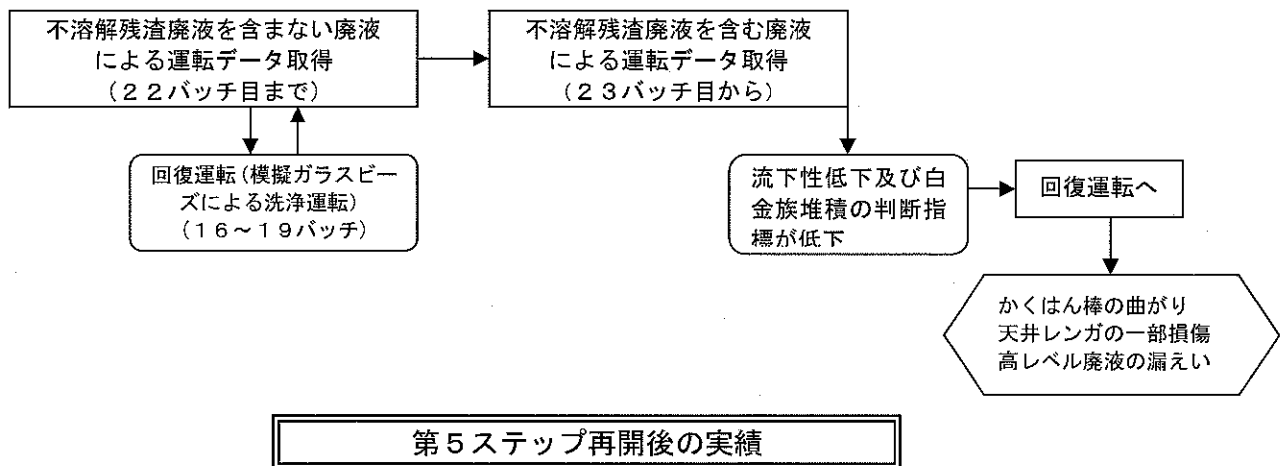 不溶解残渣廃液を含まない廃液
による運転データ取得
（２２バッチ目まで）
不溶解残渣廃液を含む廃液
による運転データ取得
（２３バッチ目から）
回復運転（模擬ガラスビー
ズによる洗浄運転）
（１６～１９バッチ）
流下性低下及び白
金族堆積の判断指
標が低下
回復運転へ
かくはん棒の曲がり
天井レンガの一部損傷
高レベル廃液の漏えい
第５ステップ再開後の実績